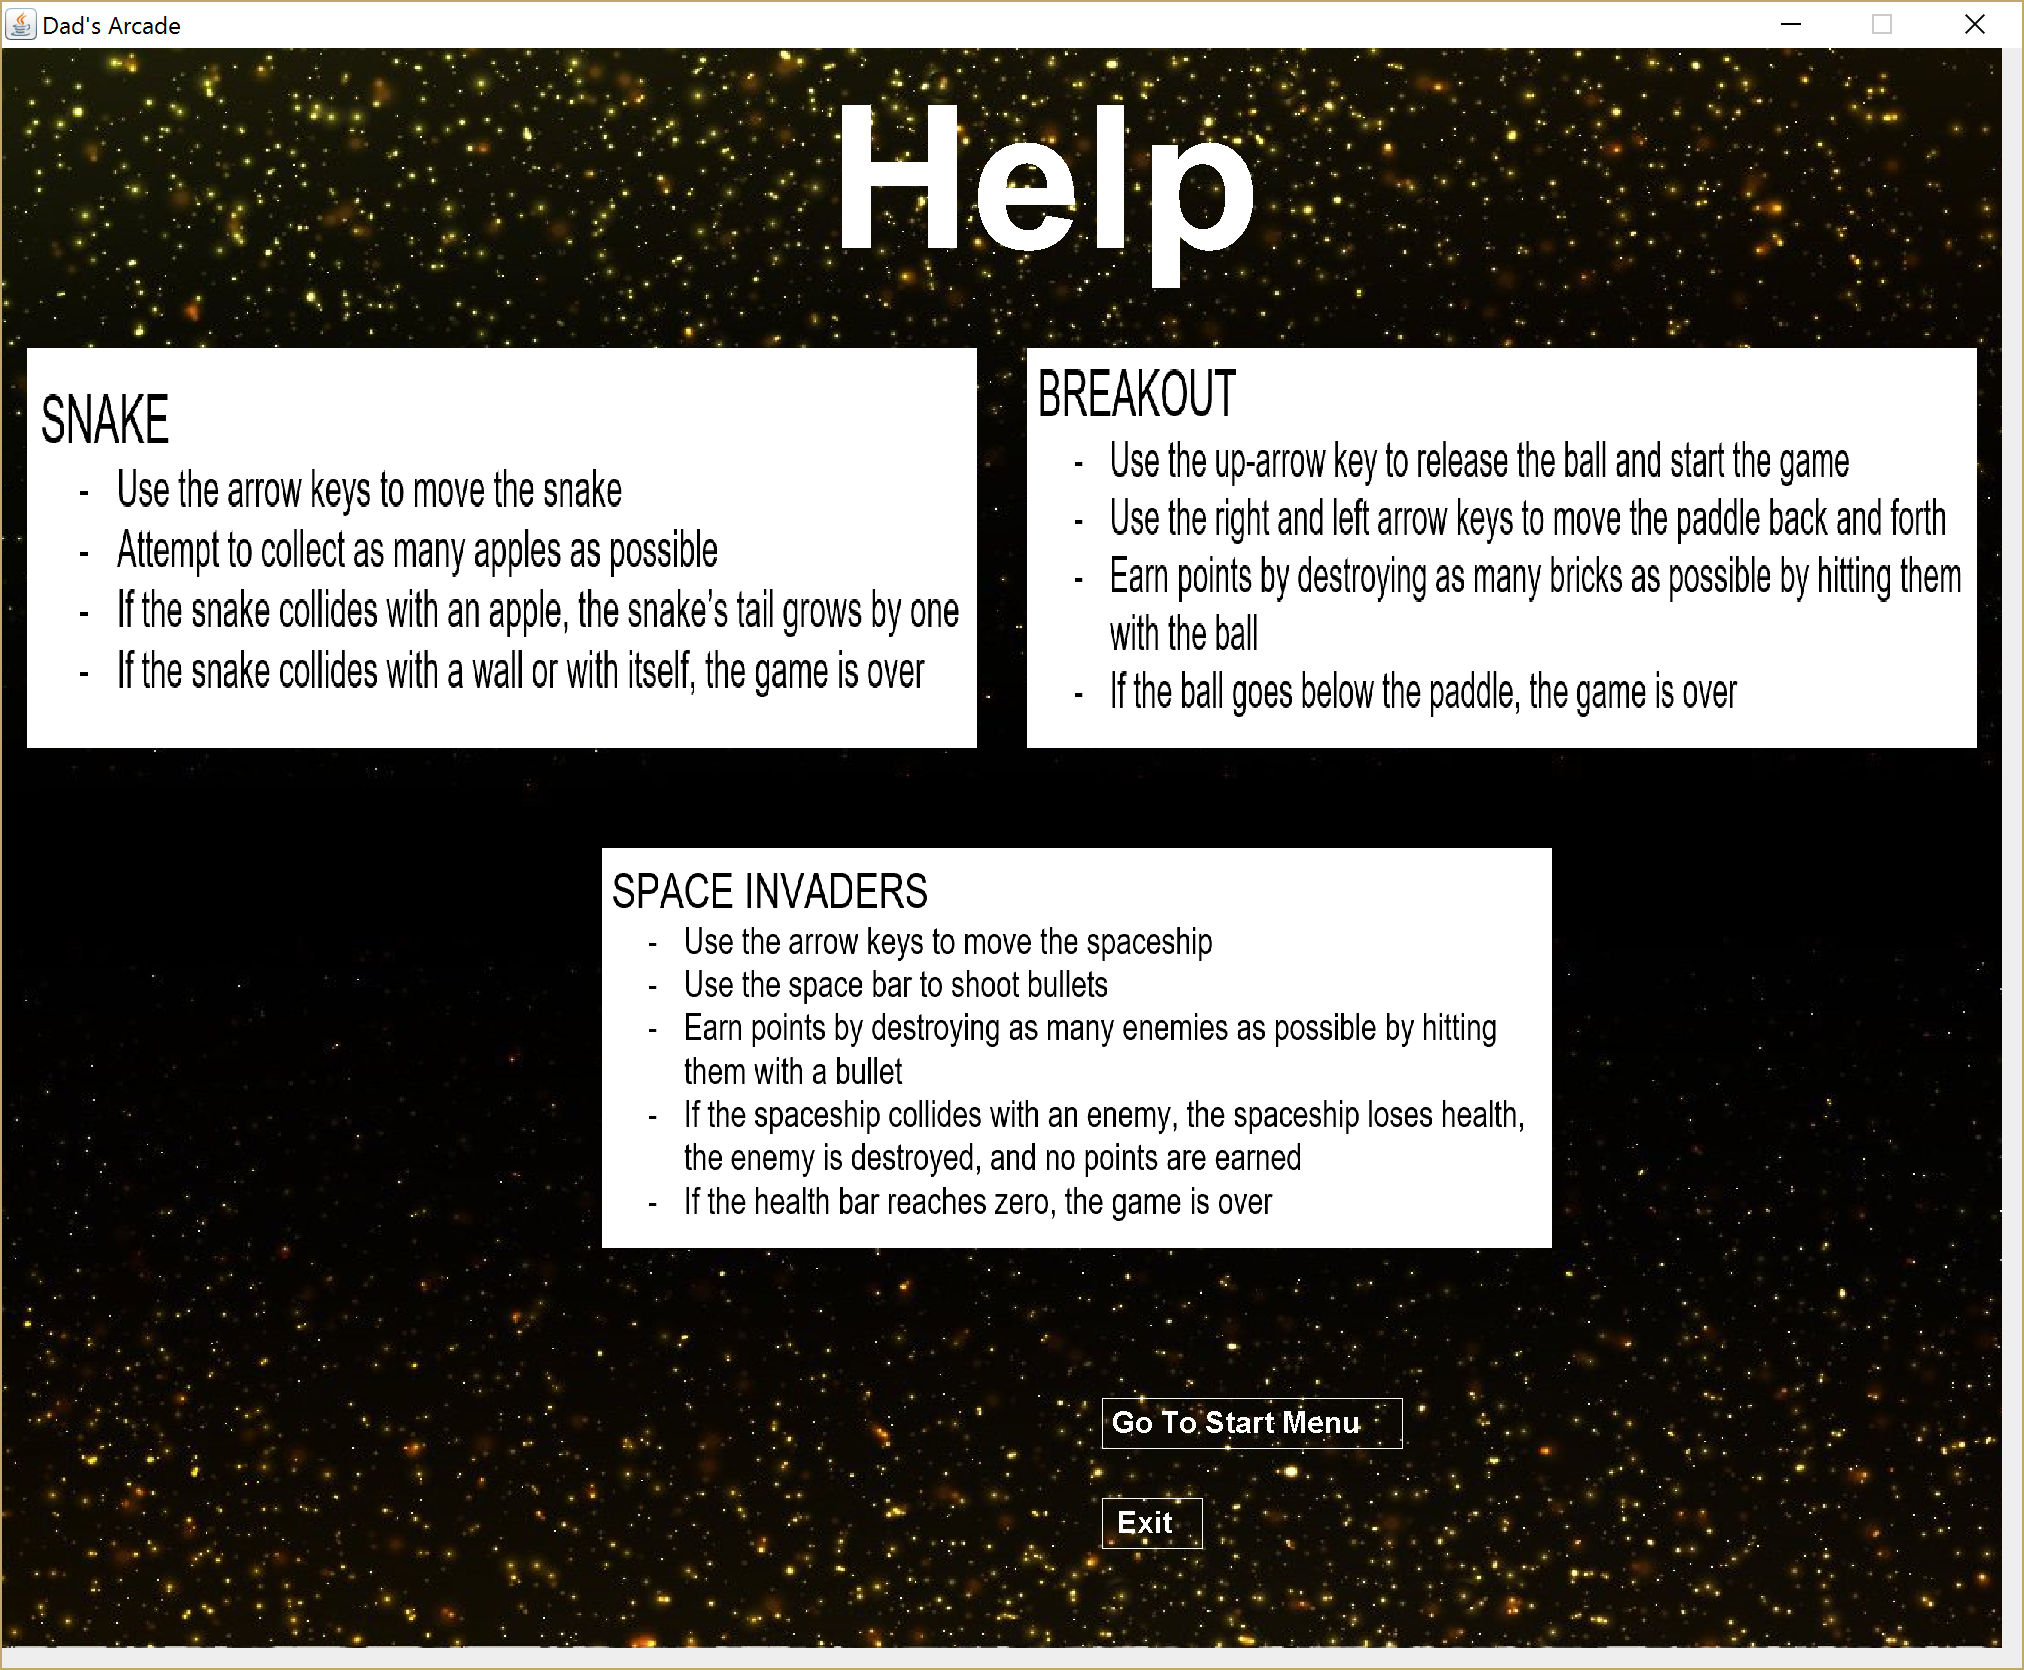 Dad's Arcade
Help
SNAKE
- Use the arrow keys to move the snake
- Attempt to collect as many apples as possible
- If the snake collides with an apple, the snake’s tail grows by one
- If the snake collides with a wall or with itself, the game is over
BREAKOUT
- Use the up-arrow key to release the ball and start the game
- Use the right and left arrow keys to move the paddle back and forth
- Earn points by destroying as many bricks as possible by hitting them
with the ball
- If the ball goes below the paddle, the game is over
SPACE INVADERS
- Use the arrow keys to move the spaceship
- Use the space bar to shoot bullets
- Earn points by destroying as many enemies as possible by hitting
them with a bullet
- If the spaceship collides with an enemy, the spaceship loses health,
the enemy is destroyed, and no points are earned
- If the health bar reaches zero, the game is over
Go To Start Menu
Exit